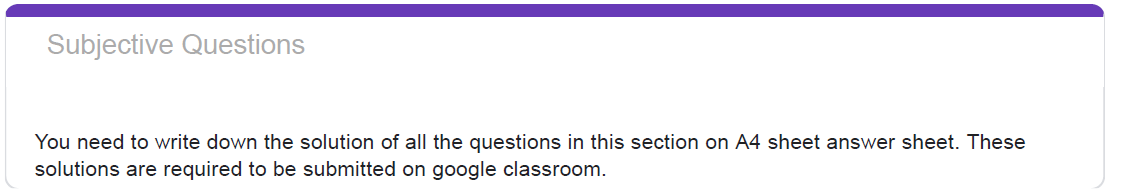 Subjective Questions
You need to write down the solution of all the questions in this section on A4 sheet answer sheet. These
solutions are required to be submitted on google classroom.